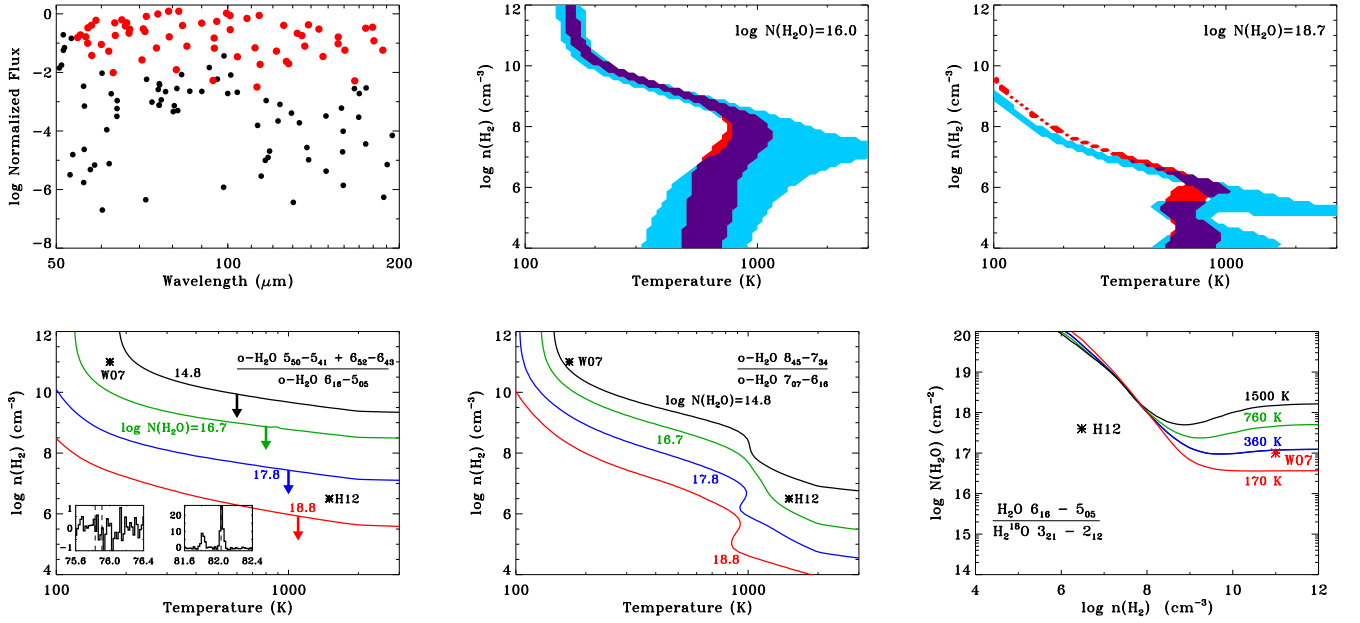 log Normalized Flux
0
−2
−4
−6
−8
50
100
200
Wavelength (μm)
log n(H2) (cm−3)
12
10
8
6
4
100
1000
Temperature (K)
log N(H2O)=16.0
log n(H2) (cm−3)
12
10
8
6
4
100
1000
Temperature (K)
log N(H2O)=18.7
log n(H2) (cm−3)
12
10
8
6
4
100
1000
Temperature (K)
o−H2O 550−541 + 652−643
o−H2O 616−505
W07
14.8
log N(H2O)=16.7
17.8
H12
18.8
1
0
−1
75.6 76.0 76.4
20
10
0
81.6 82.0 82.4
log n(H2) (cm−3)
12
10
8
6
4
100
1000
Temperature (K)
o−H2O 845−734
o−H2O 707−616
W07
log N(H2O)=14.8
16.7
17.8
H12
18.8
log N(H2O) (cm−2)
20
19
18
17
16
15
14
4
6
8
10
12
log n(H2) (cm−3)
1500 K
760 K
360 K
W07
170 K
H12
H2O 616 − 505
H218O 321 − 212